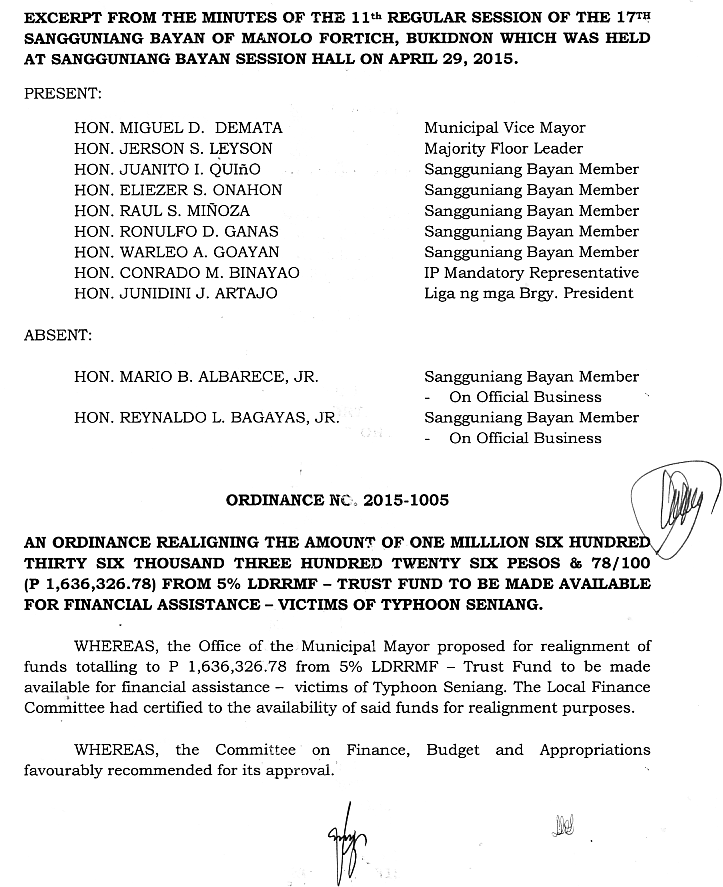 EXCERPT FROM THE MINUTES OF THE 11th REGULAR SESSION OF THE 17TH
SANGGUNIANG BAYAN OF MANOLO FORTICH, BUKIDNON WHICH WAS HELD
AT SANGGUNIANG BAYAN SESSION HALL ON APRIL 29, 2015.
PRESENT:
HON. MIGUEL D. DEMATA Municipal Vice Mayor
HON. JERSON S. LEYSON Majority Floor Leader
HON. JUANITO I. QUIñO Sangguniang Bayan Member
HON. ELIEZER S. ONAHON Sangguniang Bayan Member
HON. RAUL S. MIÑOZA Sangguniang Bayan Member
HON. RONULFO D. GANAS Sangguniang Bayan Member
HON. WARLEO A. GOAYAN Sangguniang Bayan Member
HON. CONRADO M. BINAYAO IP Mandatory Representative
HON. JUNIDINI J. ARTAJO Liga ng mga Brgy. President
ABSENT:
HON. MARIO B. ALBARECE, JR. Sangguniang Bayan Member
- On Official Business
HON. REYNALDO L. BAGAYAS, JR. Sangguniang Bayan Member
- On Official Business
ORDINANCE NO. 2015-1005
AN ORDINANCE REALIGNING THE AMOUNT OF ONE MILLLION SIX HUNDRED
THIRTY SIX THOUSAND THREE HUNDRED TWENTY SIX PESOS & 78/100
(P 1,636,326.78) FROM 5% LDRRMF – TRUST FUND TO BE MADE AVAILABLE
FOR FINANCIAL ASSISTANCE – VICTIMS OF TYPHOON SENIANG.
WHEREAS, the Office of the Municipal Mayor proposed for realignment of
funds totalling to P 1,636,326.78 from 5% LDRRMF – Trust Fund to be made
available for financial assistance – victims of Typhoon Seniang. The Local Finance
Committee had certified to the availability of said funds for realignment purposes.
WHEREAS, the Committee on Finance, Budget and Appropriations
favourably recommended for its approval.